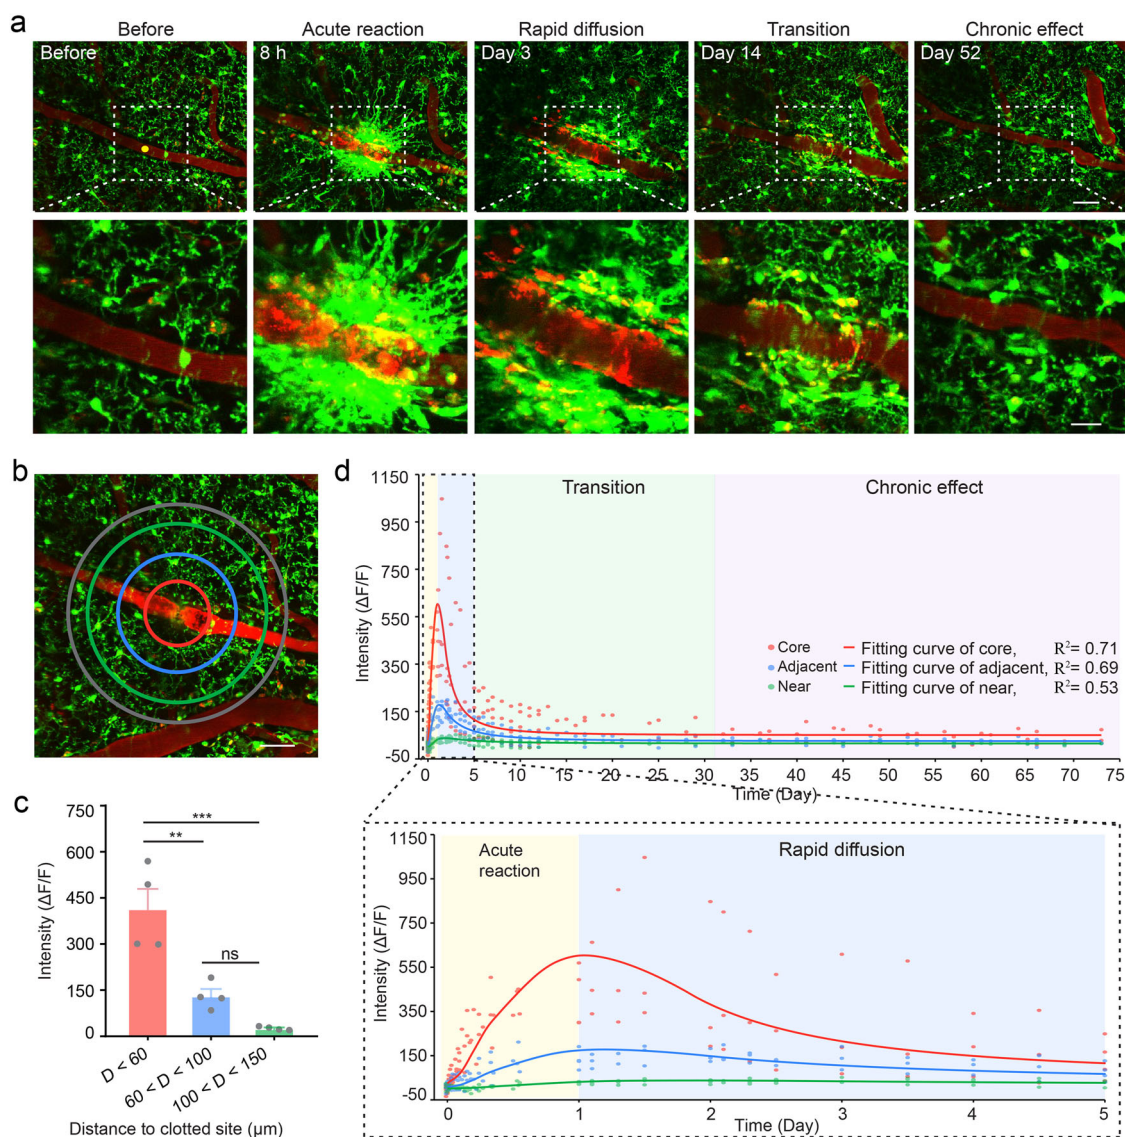 a
Before
Acute reaction
Rapid diffusion
Transition
Chronic effect
Before
8 h
Day 3
Day 14
Day 52
b
d
1150
950
750
550
350
150
-50
Intensity (ΔF/F)
Transition
Chronic effect
Core
Fitting curve of core, R²= 0.71
Adjacent
Fitting curve of adjacent, R²= 0.69
Near
Fitting curve of near, R²= 0.53
0 5 10 15 20 25 30 35 40 45 50 55 60 65 70 75
Time (Day)
c
750
600
450
300
150
0
Intensity (ΔF/F)
***
**
ns
D < 60
60 < D < 100
100 < D < 150
Distance to clotted site (µm)
1150
950
750
550
350
150
-50
Intensity (ΔF/F)
Acute
reaction
Rapid diffusion
0 1 2 3 4 5
Time (Day)